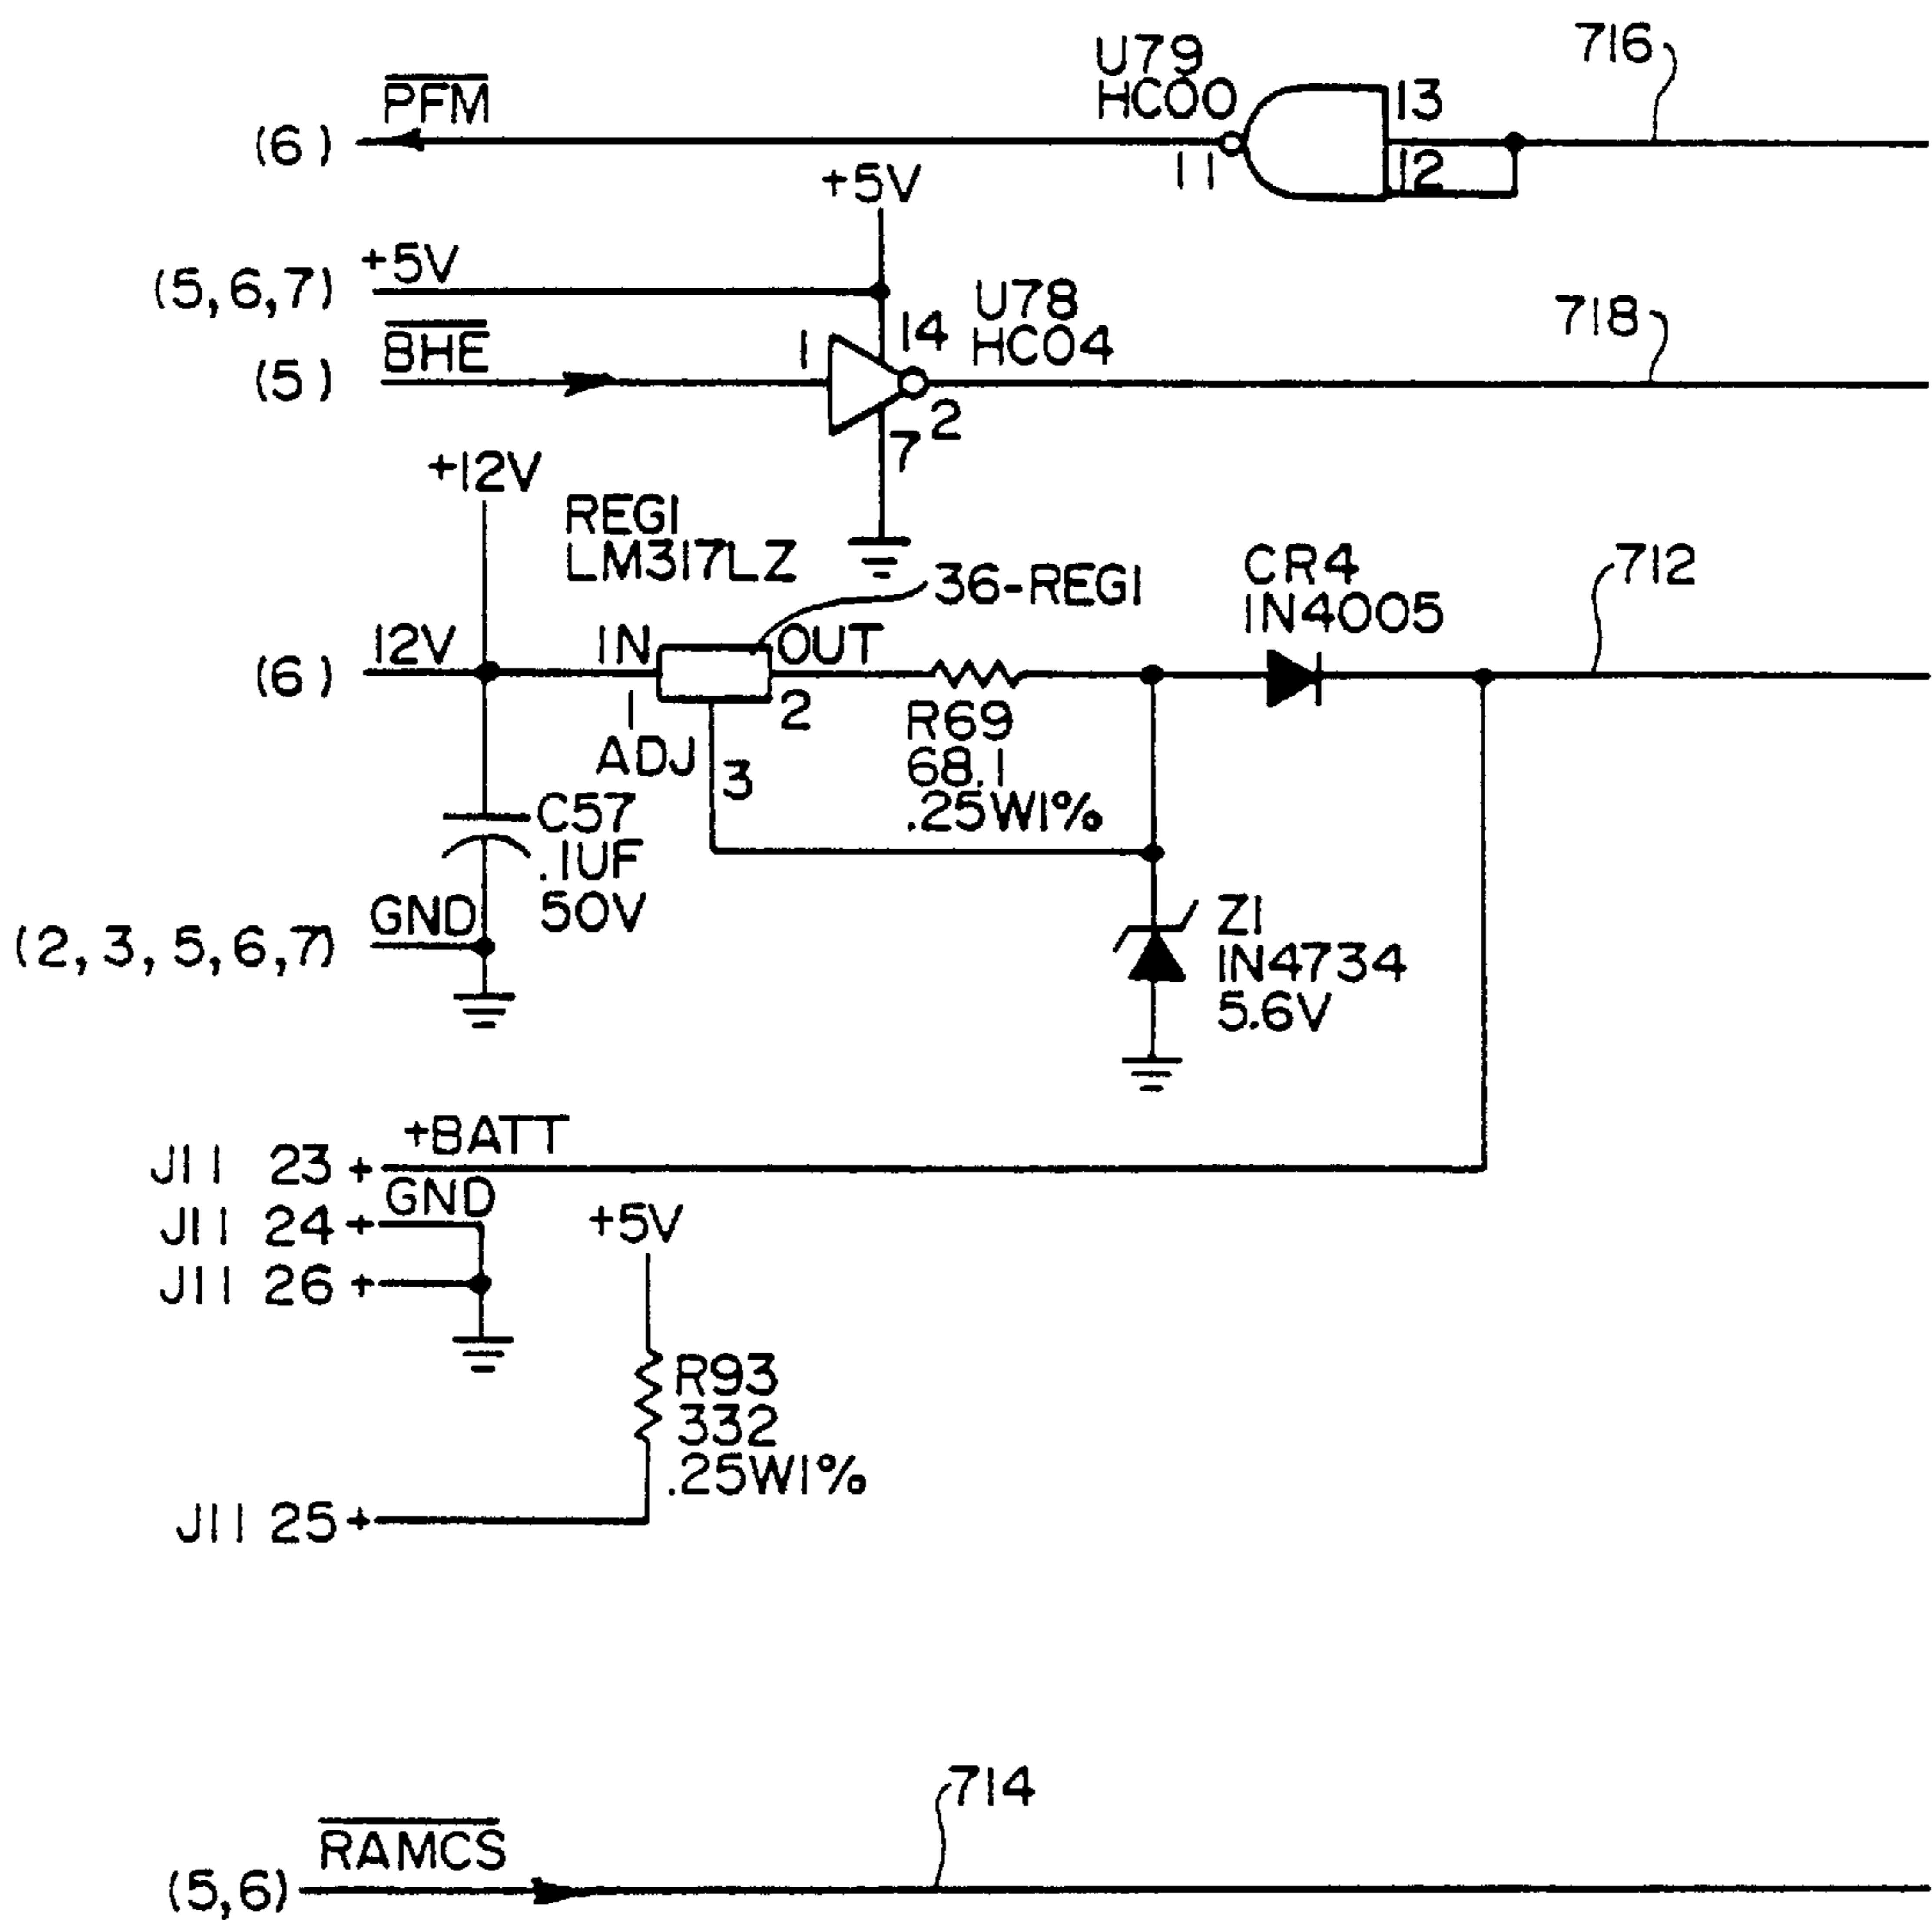 716
U79
HC00
13
12
11
PFM
(6)
+5V
+5V
(5,6,7)
U78
HC04
14
1
2
7
718
BHE
(5)
+12V
REG1
LM317LZ
36-REG1
CR4
1N4005
712
12V
(6)
IN
OUT
1
2
ADJ
3
R69
68.1
.25W1%
C57
.1UF
50V
GND
(2,3,5,6,7)
Z1
1N4734
5.6V
+BATT
J11 23 +
GND
J11 24 +
+5V
J11 26 +
R93
332
.25W1%
J11 25 +
714
RAMCS
(5,6)